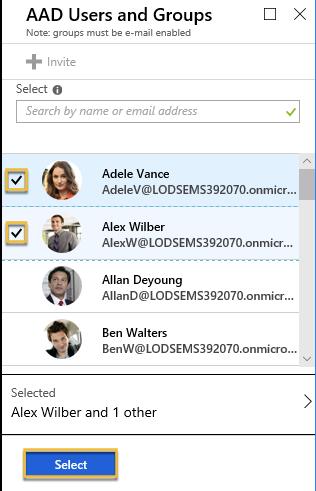 AAD Users and Groups
Note: groups must be e-mail enabled
Invite
Select
Search by name or email address
Adele Vance
AdeleV@LODSEMS392070.onmicr...
Alex Wilber
AlexW@LODSEMS392070.onmicr...
Allan Deyoung
AllanD@LODSEMS392070.onmicr...
Ben Walters
BenW@LODSEMS392070.onmicro...
Selected
Alex Wilber and 1 other
Select